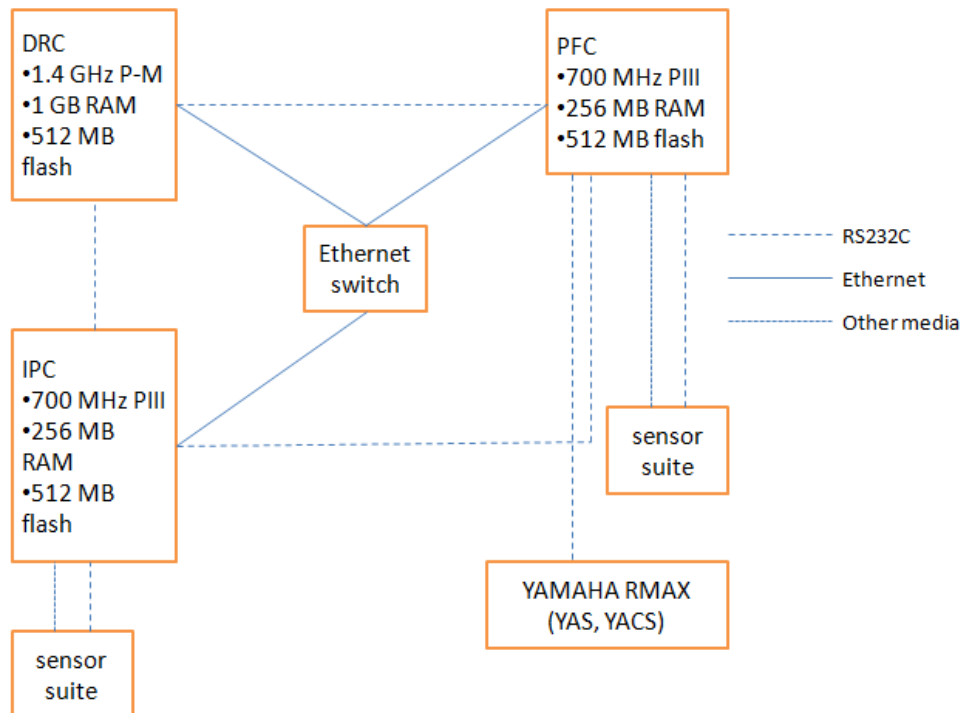 DRC
•1.4 GHz P-M
•1 GB RAM
•512 MB
flash
PFC
•700 MHz PIII
•256 MB RAM
•512 MB flash
Ethernet
switch
RS232C
Ethernet
Other media
IPC
•700 MHz PIII
•256 MB
RAM
•512 MB
flash
sensor
suite
YAMAHA RMAX
(YAS, YACS)
sensor
suite